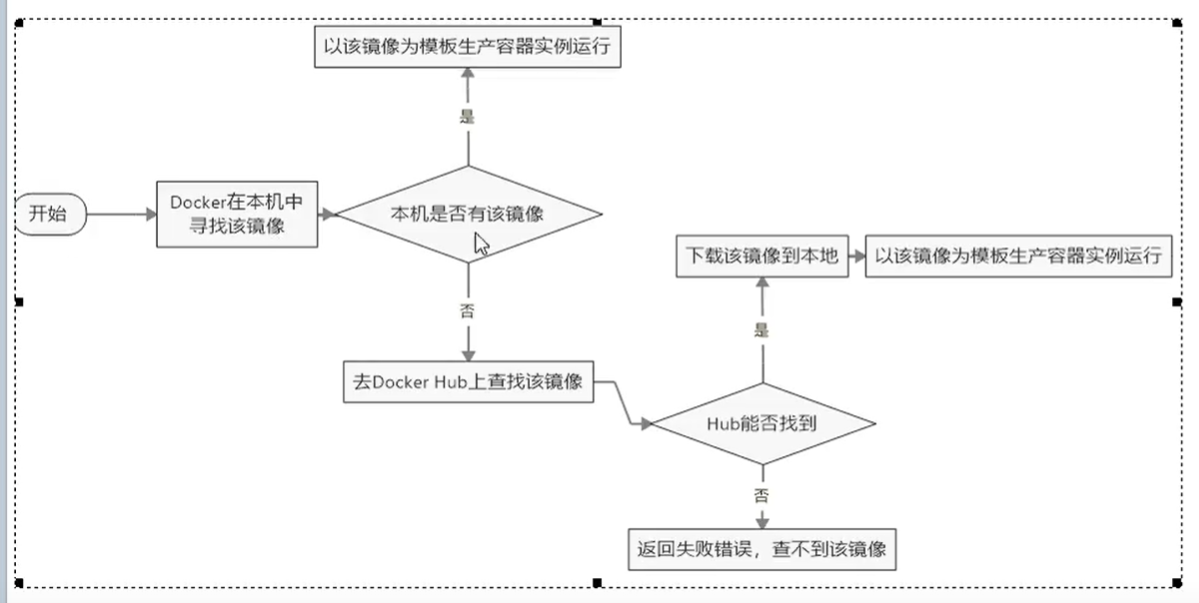 以该镜像为模板生产容器实例运行
是
开始
Docker在本机中
寻找该镜像
本机是否有该镜像
否
去Docker Hub上查找该镜像
下载该镜像到本地
以该镜像为模板生产容器实例运行
是
Hub能否找到
否
返回失败错误，查不到该镜像